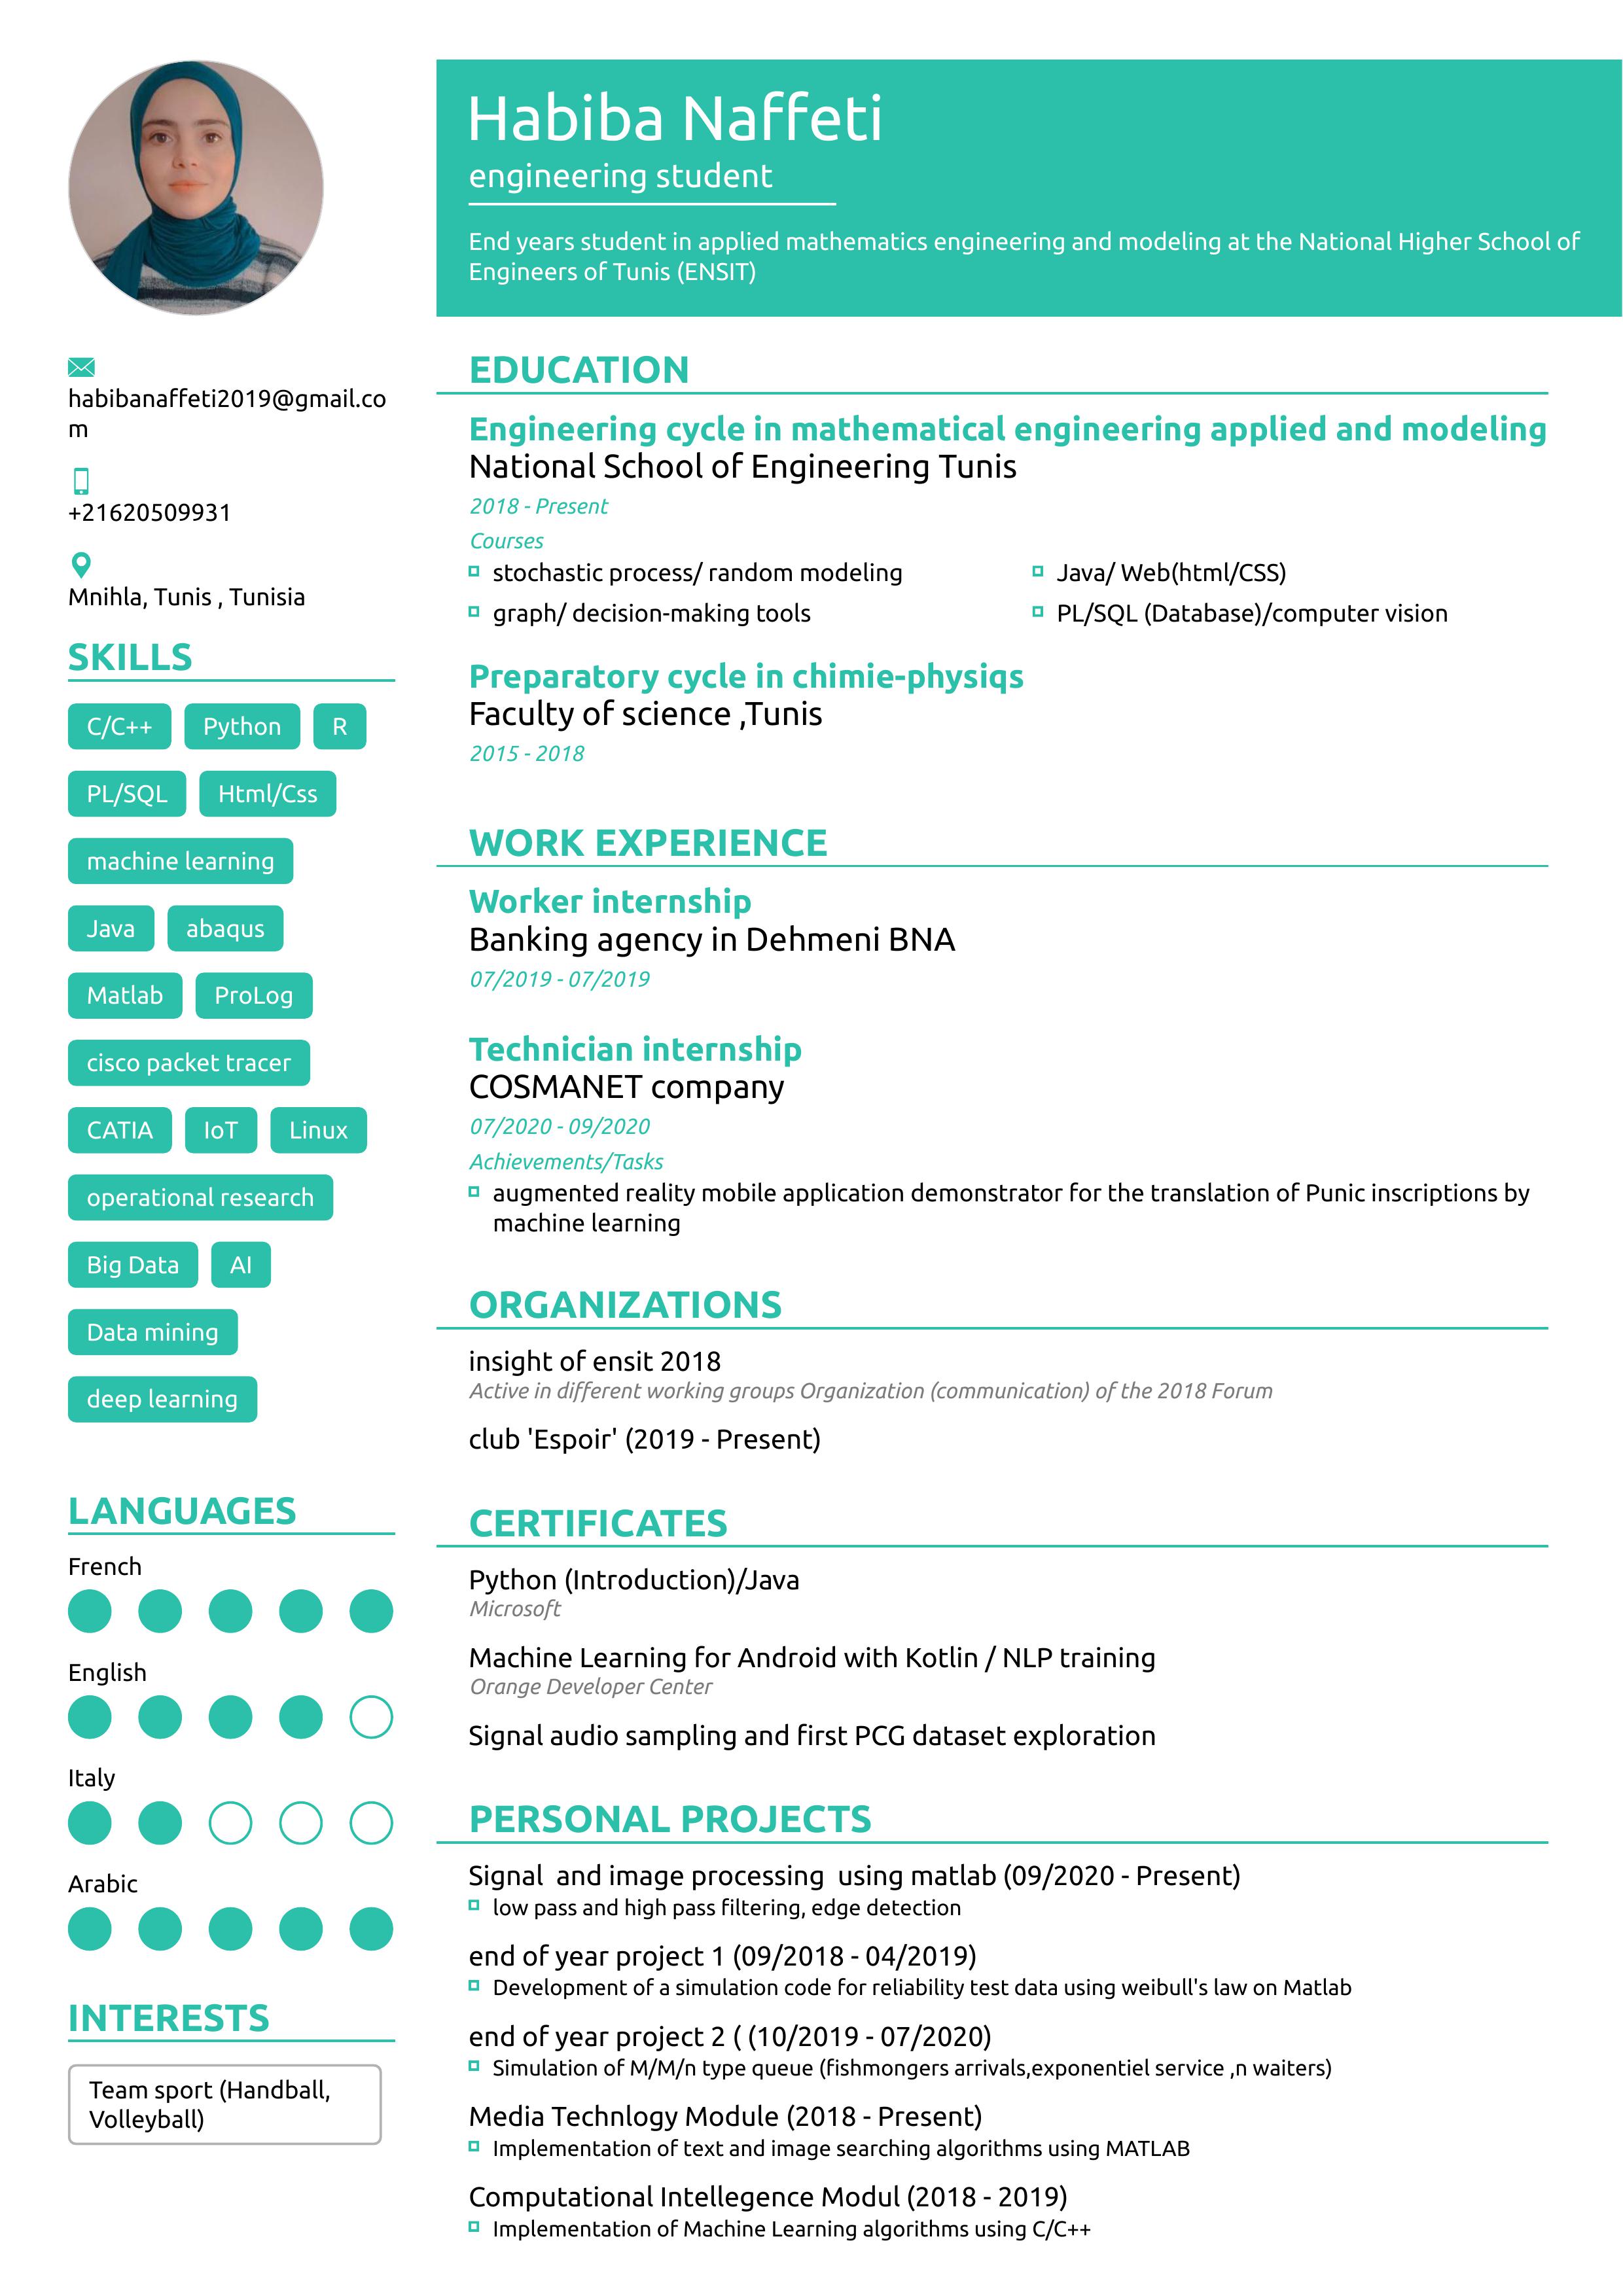 Habiba Naffeti
engineering student
End years student in applied mathematics engineering and modeling at the National Higher School of
Engineers of Tunis (ENSIT)
habibanaffeti2019@gmail.co
m
+21620509931
Mnihla, Tunis , Tunisia
SKILLS
C/C++ Python R
PL/SQL Html/Css
machine learning
Java abaqus
Matlab ProLog
cisco packet tracer
CATIA IoT Linux
operational research
Big Data AI
Data mining
deep learning
LANGUAGES
French
English
Italy
Arabic
INTERESTS
Team sport (Handball,
Volleyball)
EDUCATION
Engineering cycle in mathematical engineering applied and modeling
National School of Engineering Tunis
2018 - Present
Courses
stochastic process/ random modeling
Java/ Web(html/CSS)
graph/ decision-making tools
PL/SQL (Database)/computer vision
Preparatory cycle in chimie-physiqs
Faculty of science ,Tunis
2015 - 2018
WORK EXPERIENCE
Worker internship
Banking agency in Dehmeni BNA
07/2019 - 07/2019
Technician internship
COSMANET company
07/2020 - 09/2020
Achievements/Tasks
augmented reality mobile application demonstrator for the translation of Punic inscriptions by
machine learning
ORGANIZATIONS
insight of ensit 2018
Active in different working groups Organization (communication) of the 2018 Forum
club 'Espoir' (2019 - Present)
CERTIFICATES
Python (Introduction)/Java
Microsoft
Machine Learning for Android with Kotlin / NLP training
Orange Developer Center
Signal audio sampling and first PCG dataset exploration
PERSONAL PROJECTS
Signal  and image processing  using matlab (09/2020 - Present)
low pass and high pass filtering, edge detection
end of year project 1 (09/2018 - 04/2019)
Development of a simulation code for reliability test data using weibull's law on Matlab
end of year project 2 ( (10/2019 - 07/2020)
Simulation of M/M/n type queue (fishmongers arrivals,exponentiel service ,n waiters)
Media Technlogy Module (2018 - Present)
Implementation of text and image searching algorithms using MATLAB
Computational Intellegence Modul (2018 - 2019)
Implementation of Machine Learning algorithms using C/C++